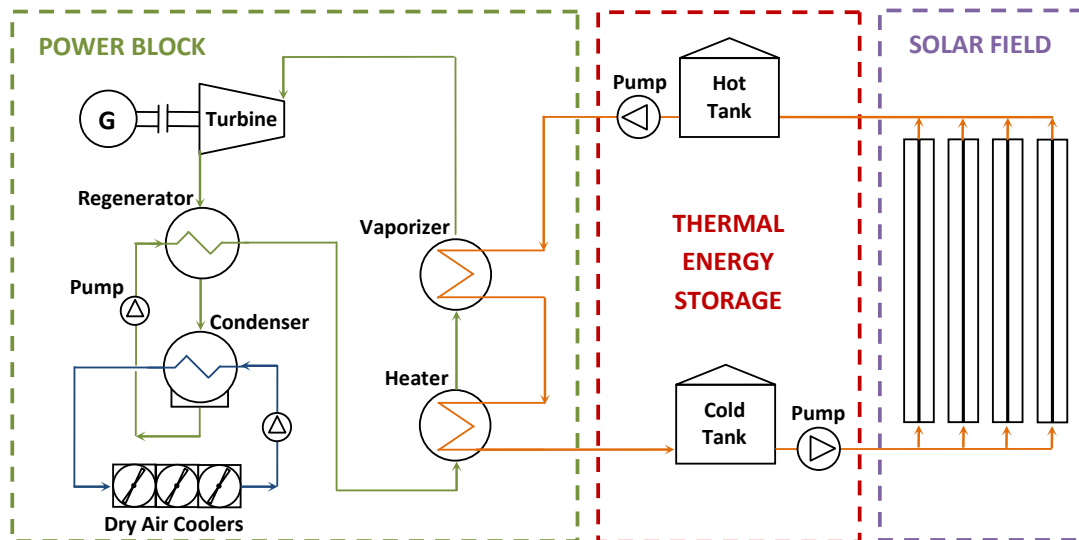 POWER BLOCK
SOLAR FIELD
Pump
Hot
Tank
G
Turbine
Regenerator
Vaporizer
THERMAL
ENERGY
STORAGE
Pump
Condenser
Heater
Cold
Tank
Pump
Dry Air Coolers